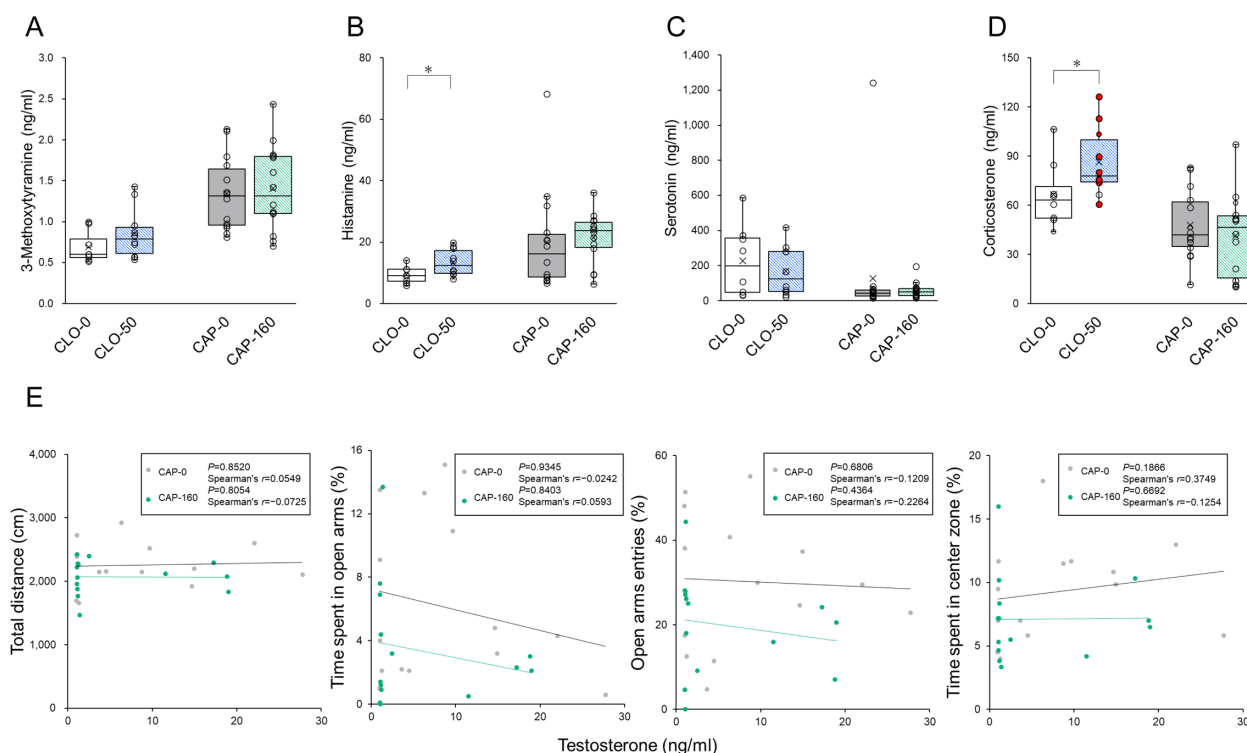 A
3-Methoxytyramine (ng/ml)
3.0
2.5
2.0
1.5
1.0
0.5
0.0
CLO-0
CLO-50
CAP-0
CAP-160
B
Histamine (ng/ml)
80
60
40
20
0
*
CLO-0
CLO-50
CAP-0
CAP-160
C
Serotonin (ng/ml)
1,400
1,200
1,000
800
600
400
200
0
CLO-0
CLO-50
CAP-0
CAP-160
D
Corticosterone (ng/ml)
150
120
90
60
30
0
*
CLO-0
CLO-50
CAP-0
CAP-160
E
Total distance (cm)
4,000
3,000
2,000
1,000
0
0
10
20
30
CAP-0
P=0.8520
Spearman's r=0.0549
CAP-160
P=0.8054
Spearman's r=−0.0725
Time spent in open arms (%)
16
12
8
4
0
0
10
20
30
CAP-0
P=0.9345
Spearman's r=−0.0242
CAP-160
P=0.8403
Spearman's r=0.0593
Open arms entries (%)
60
40
20
0
0
10
20
30
CAP-0
P=0.6806
Spearman's r=−0.1209
CAP-160
P=0.4364
Spearman's r=−0.2264
Time spent in center zone (%)
20
15
10
5
0
0
10
20
30
CAP-0
P=0.1866
Spearman's r=0.3749
CAP-160
P=0.6692
Spearman's r=−0.1254
Testosterone (ng/ml)